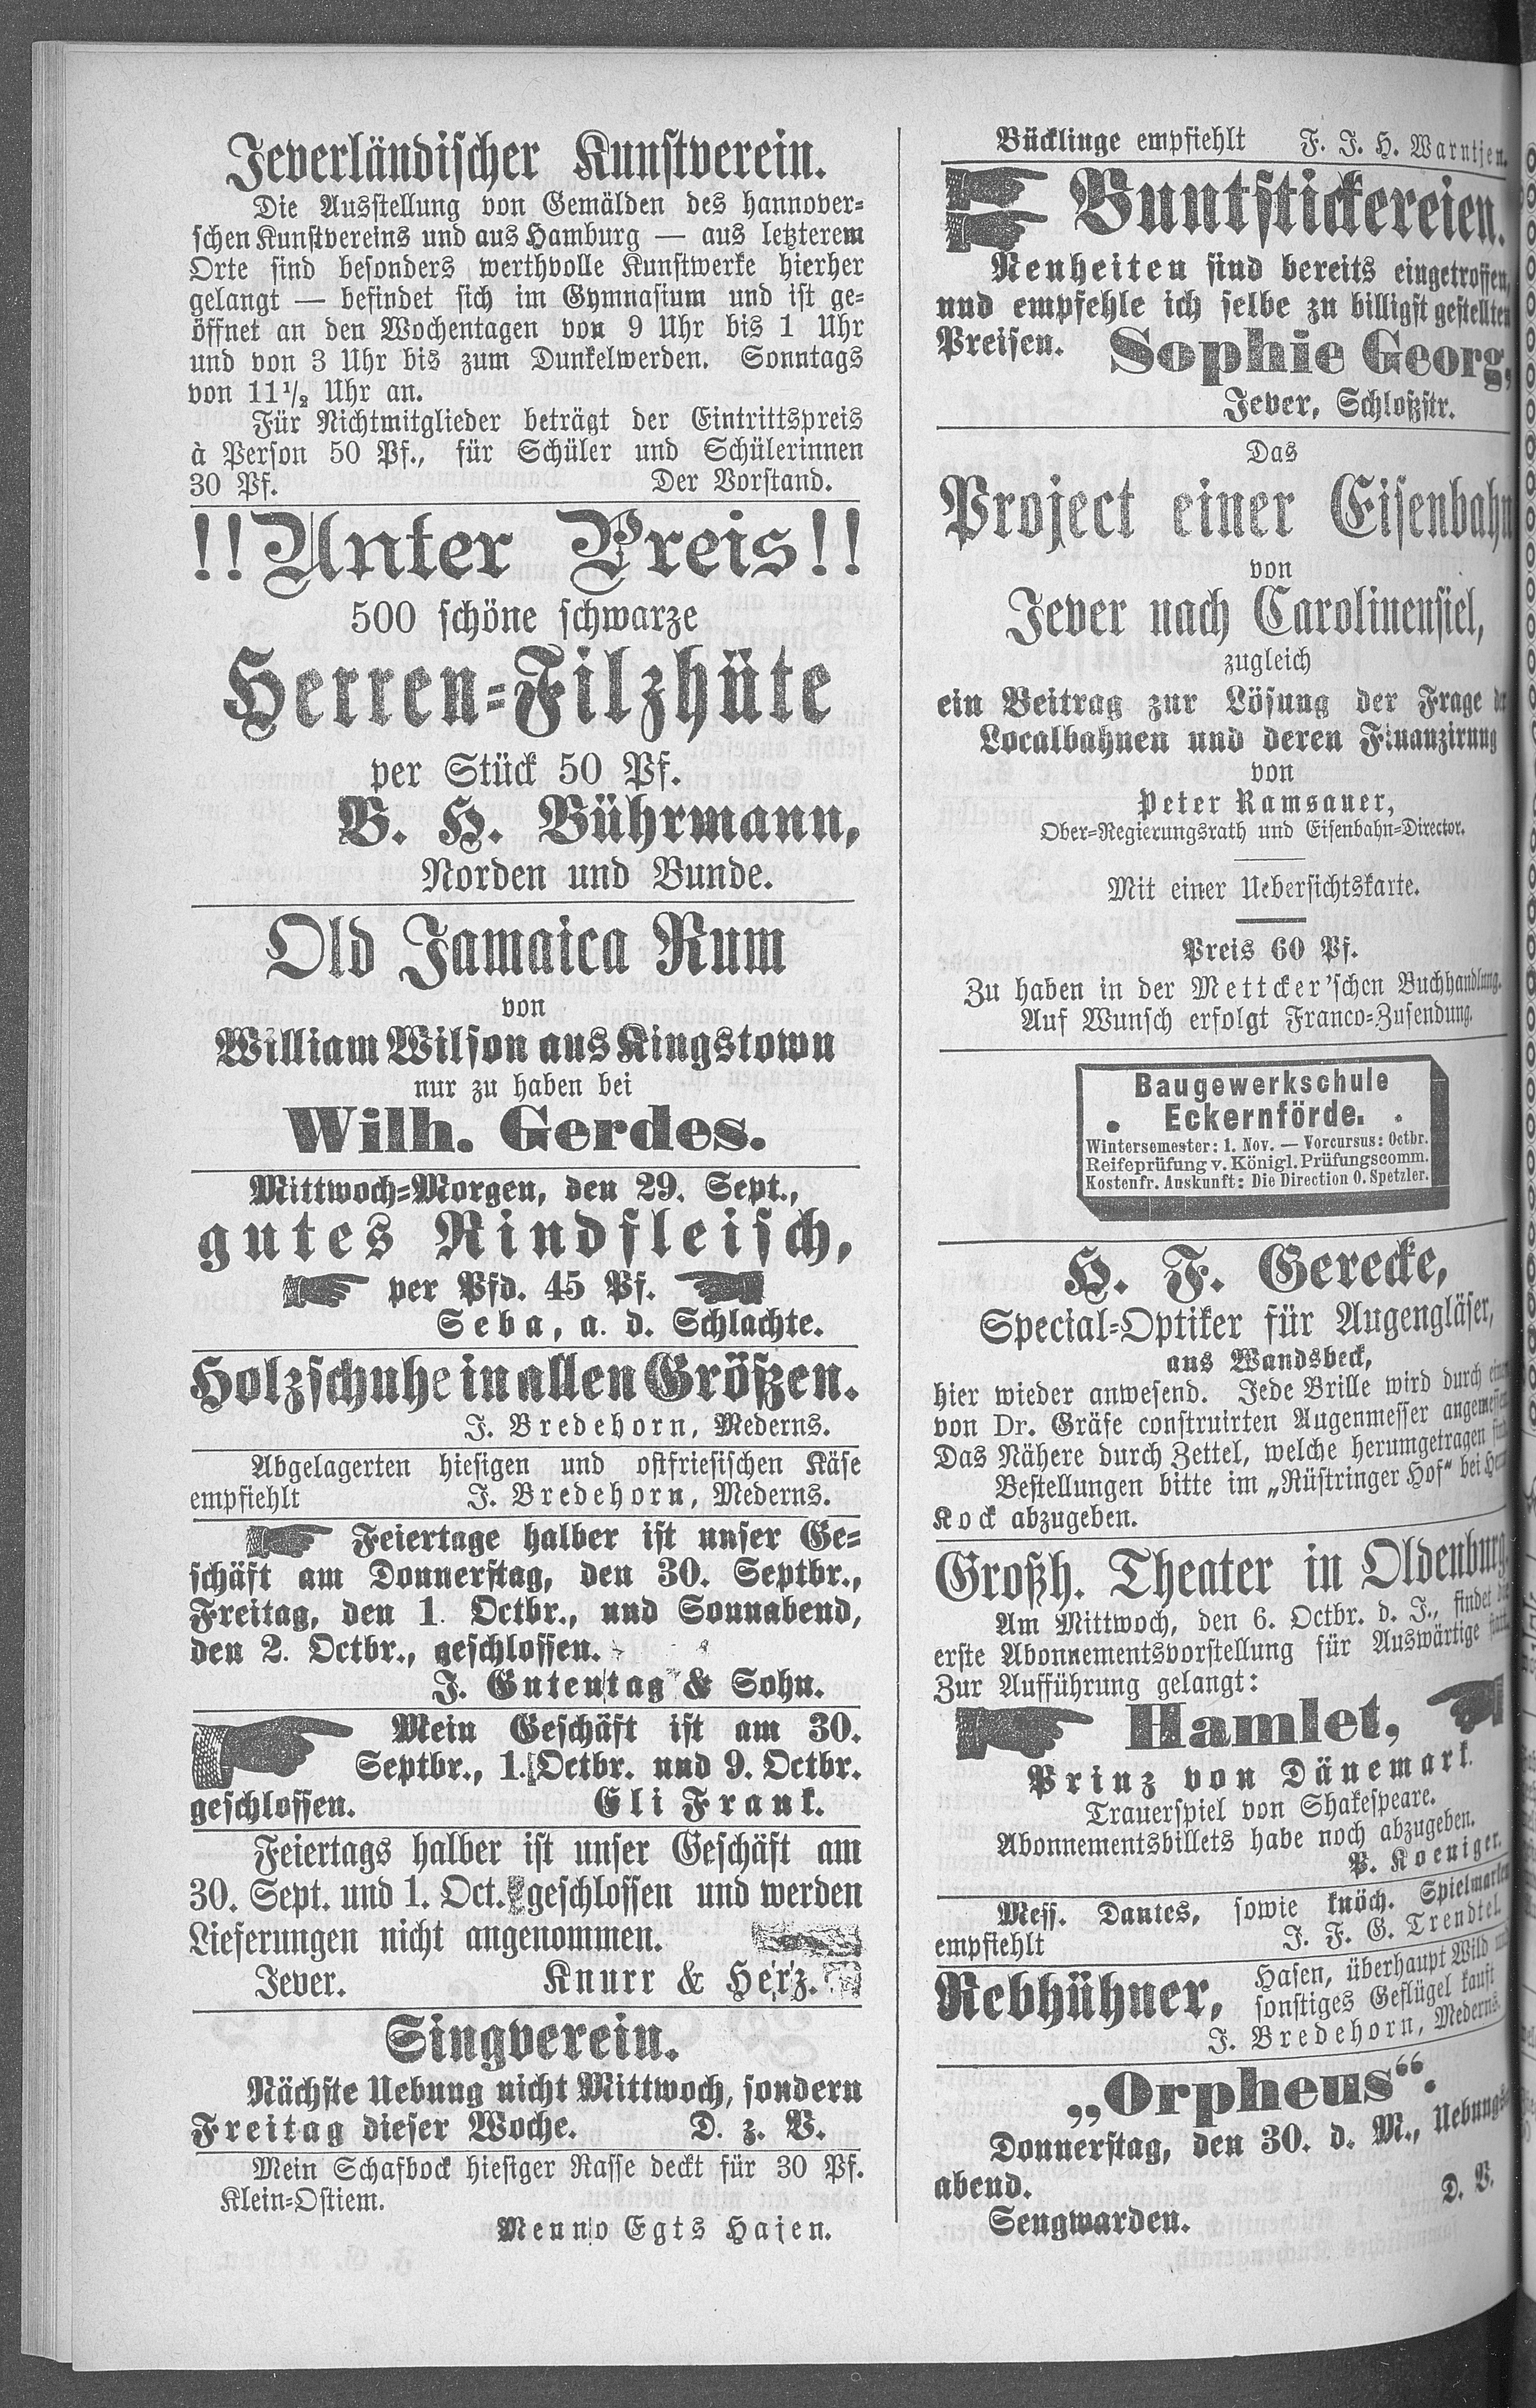 Jeverländischer Kunstverein.
Die Ausstellung von Gemälden des hannover-
schen Kunstvereins und aus Hamburg — aus letzterem
Orte sind besonders werthvolle Kunstwerke hierher
gelangt — befindet sich im Gymnasium und ist ge-
öffnet an den Wochentagen von 9 Uhr bis 1 Uhr
und von 3 Uhr bis zum Dunkelwerden. Sonntags
von 11½ Uhr an.
Für Nichtmitglieder beträgt der Eintrittspreis
à Person 50 Pf., für Schüler und Schülerinnen
30 Pf. Der Vorstand.
!!Unter Preis!!
500 schöne schwarze
Herren-Filzhüte
per Stück 50 Pf.
B. H. Bührmann,
Norden und Bunde.
Old Jamaica Rum
von
William Wilson aus Kingstown
nur zu haben bei
Wilh. Gerdes.
Mittwoch-Morgen, den 29. Sept.,
gutes Rindfleisch,
per Pfd. 45 Pf.
Seba, a. d. Schlachte.
Holzschuhe in allen Größen.
J. Bredehorn, Mederns.
Abgelagerten hiesigen und ostfriesischen Käse
empfiehlt J. Bredehorn, Mederns.
Feiertage halber ist unser Ge-
schäft am Donnerstag, den 30. Septbr.,
Freitag, den 1. Octbr., und Sonnabend,
den 2. Octbr., geschlossen.
J. Gutentag & Sohn.
Mein Geschäft ist am 30.
Septbr., 1. Octbr. und 9. Octbr.
geschlossen. Eli Frank.
Feiertags halber ist unser Geschäft am
30. Sept. und 1. Oct. geschlossen und werden
Lieferungen nicht angenommen.
Jever. Knurr & Herz.
Singverein.
Nächste Uebung nicht Mittwoch, sondern
Freitag dieser Woche. D. z. V.
Mein Schafbock hiesiger Rasse deckt für 30 Pf.
Klein-Ostiem.
Menno Egts Hajen.
Bücklinge empfiehlt F. J. H. Warntjen.
Buntstickereien.
Neuheiten sind bereits eingetroffen,
und empfehle ich selbe zu billigst gestellten
Preisen. Sophie Georg,
Jever, Schloßstr.
Das
Project einer Eisenbahn
von
Jever nach Carolinensiel,
zugleich
ein Beitrag zur Lösung der Frage der
Localbahnen und deren Finanzirung
von
Peter Ramsauer,
Ober-Regierungsrath und Eisenbahn-Director.
Mit einer Uebersichtskarte.
Preis 60 Pf.
Zu haben in der Mettcker'schen Buchhandlung.
Auf Wunsch erfolgt Franco-Zusendung.
Baugewerkschule
Eckernförde.
Wintersemester: 1. Nov. — Vorcursus: Octbr.
Reifeprüfung v. Königl. Prüfungscomm.
Kostenfr. Auskunft: Die Direction O. Spetzler.
H. F. Gerecke,
Special-Optiker für Augengläser,
aus Wandsbeck,
hier wieder anwesend. Jede Brille wird durch einen
von Dr. Gräfe construirten Augenmesser angemessen.
Das Nähere durch Zettel, welche herumgetragen sind.
Bestellungen bitte im „Rüstringer Hof“ bei Herrn
Kock abzugeben.
Großh. Theater in Oldenburg.
Am Mittwoch, den 6. Octbr. d. J., findet die
erste Abonnementsvorstellung für Auswärtige statt.
Zur Aufführung gelangt:
Hamlet,
Prinz von Dänemark.
Trauerspiel von Shakespeare.
Abonnementsbillets habe noch abzugeben.
P. Koeniger.
Mess. Dantes, sowie knöch. Spielmarken
empfiehlt J. F. G. Trendtel.
Rebhühner, Hasen, überhaupt Wild und
sonstiges Geflügel kauft
J. Bredehorn, Mederns.
„Orpheus“.
Donnerstag, den 30. d. M., Uebungs-
abend.
D. V.
Sengwarden.